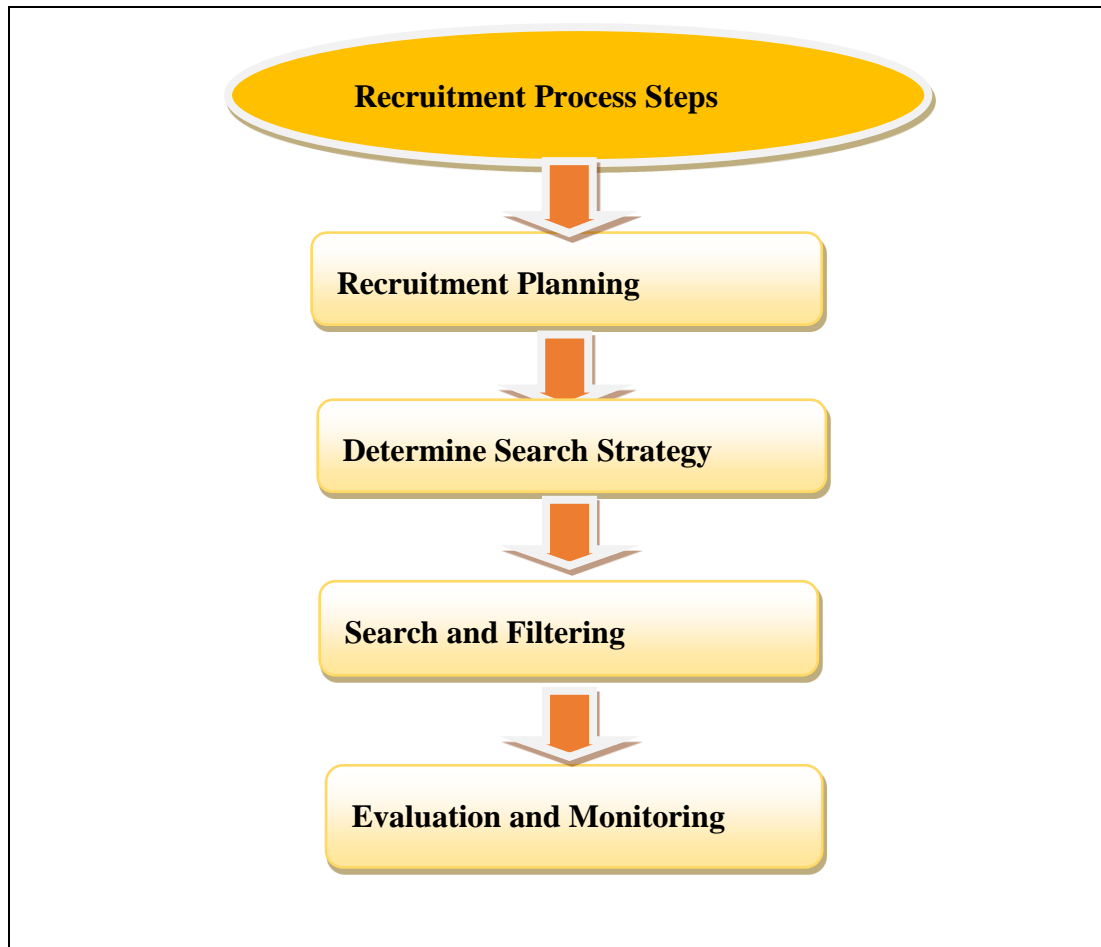 Recruitment Process Steps
Recruitment Planning
Determine Search Strategy
Search and Filtering
Evaluation and Monitoring